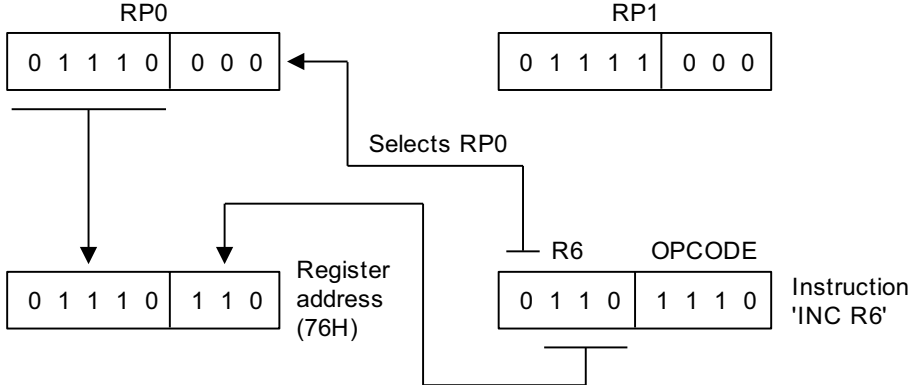 RP0
RP1
0 1 1 1 0 0 0 0
0 1 1 1 1 0 0 0
Selects RP0
R6
OPCODE
0 1 1 1 0 1 1 0
Register
address
(76H)
0 1 1 0 1 1 1 0
Instruction
'INC R6'